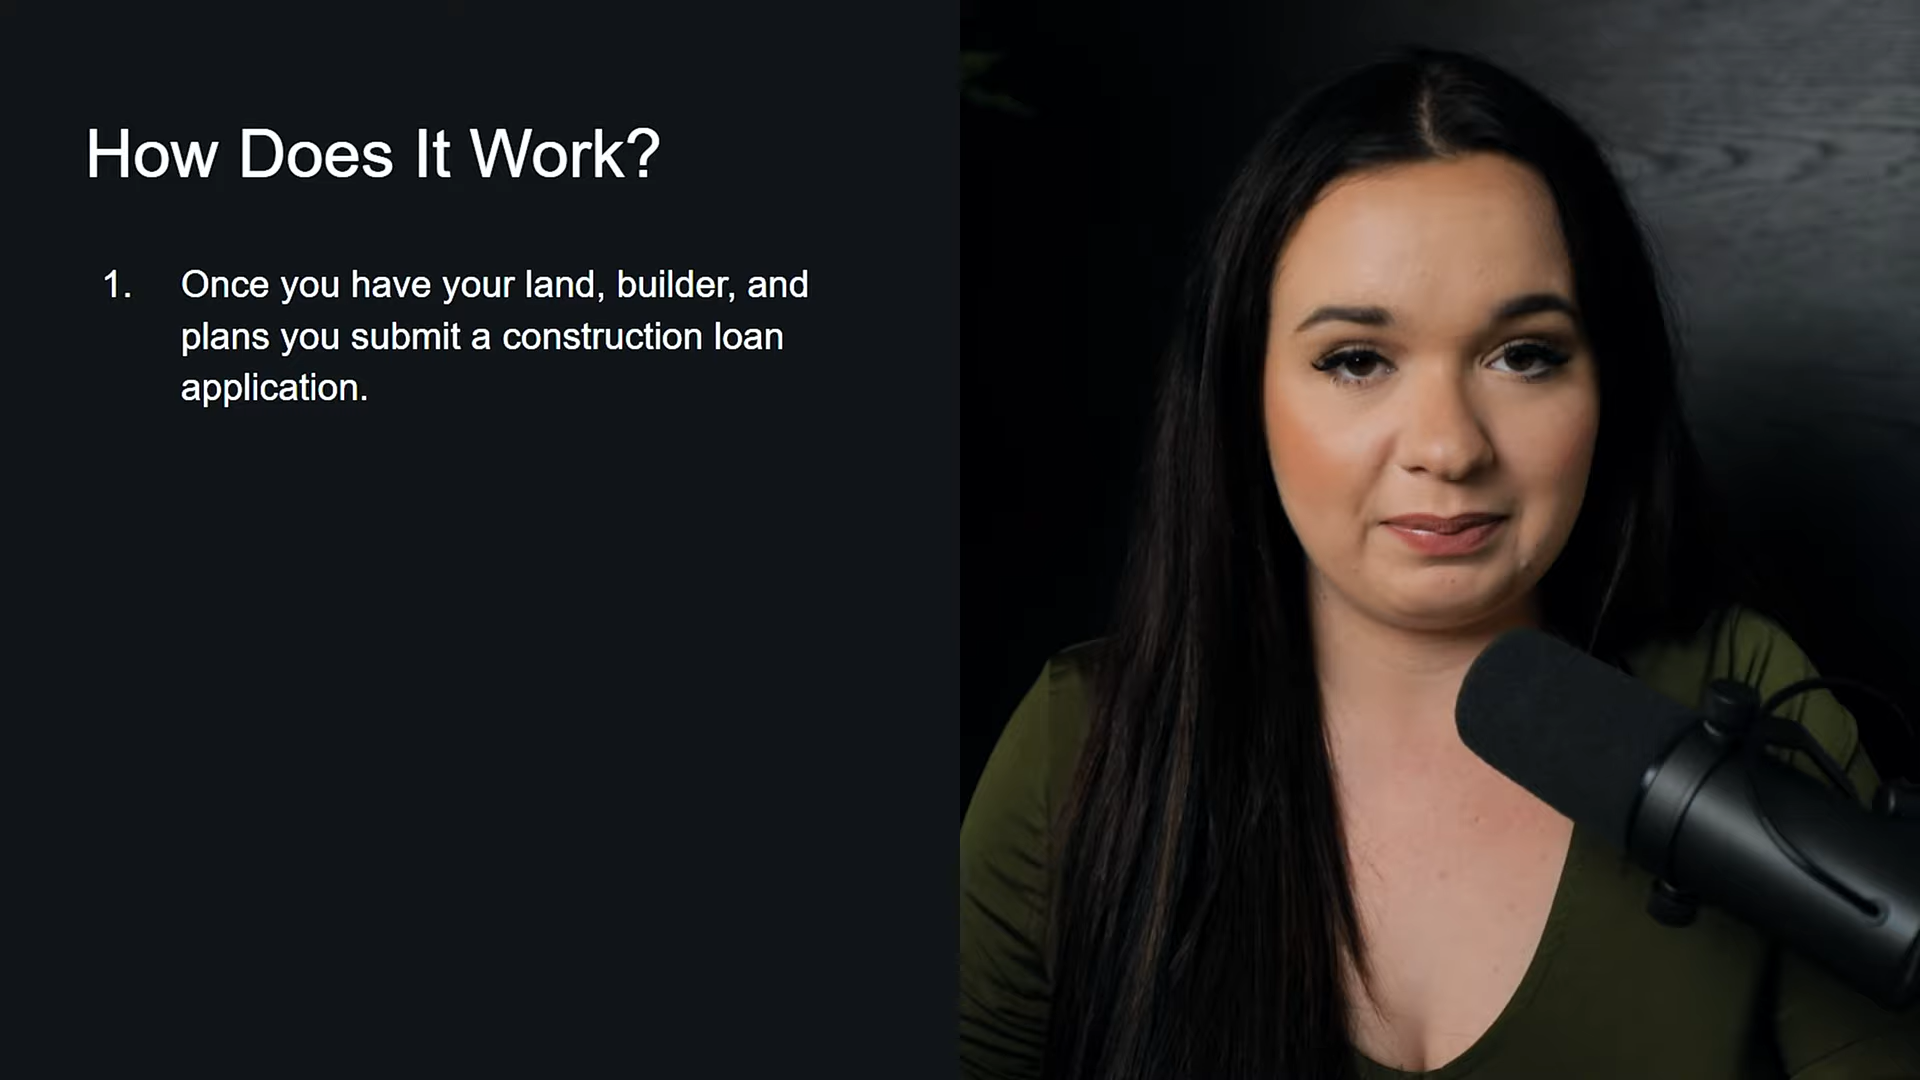 How Does It Work?
1. Once you have your land, builder, and
plans you submit a construction loan
application.